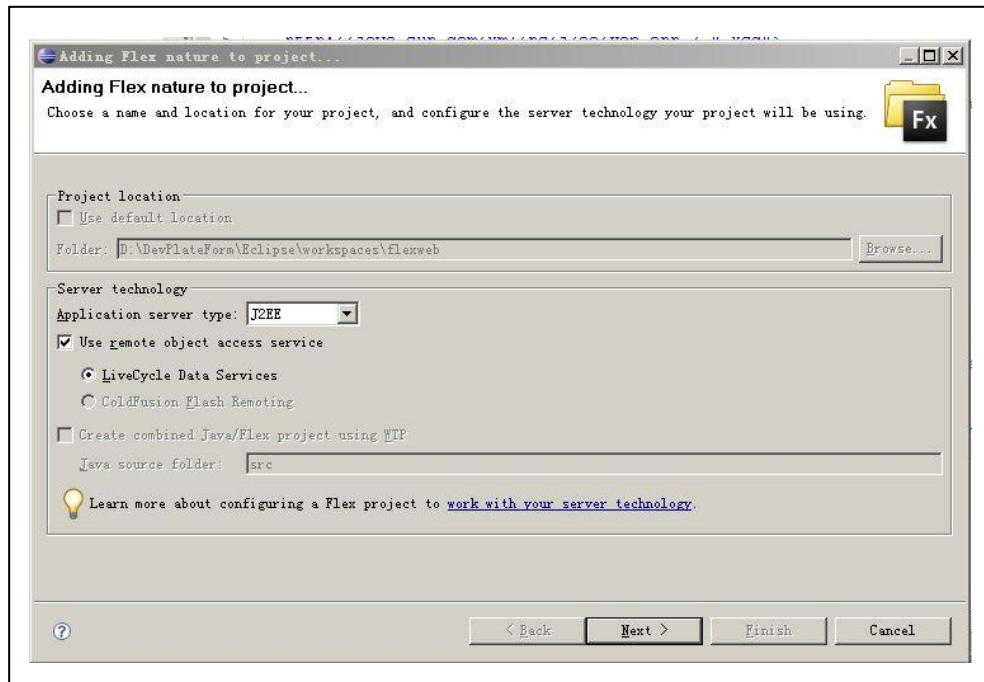 Adding Flex nature to project...
Adding Flex nature to project...
Choose a name and location for your project, and configure the server technology your project will be using.
Fx
Project location
Use default location
Folder: D:\DevPlateForm\Eclipse\workspaces\flexweb Browse...
Server technology
Application server type: J2EE
Use remote object access service
LiveCycle Data Services
ColdFusion Flash Remoting
Create combined Java/Flex project using WTP
Java source folder: src
Learn more about configuring a Flex project to work with your server technology.
? < Back Next > Finish Cancel